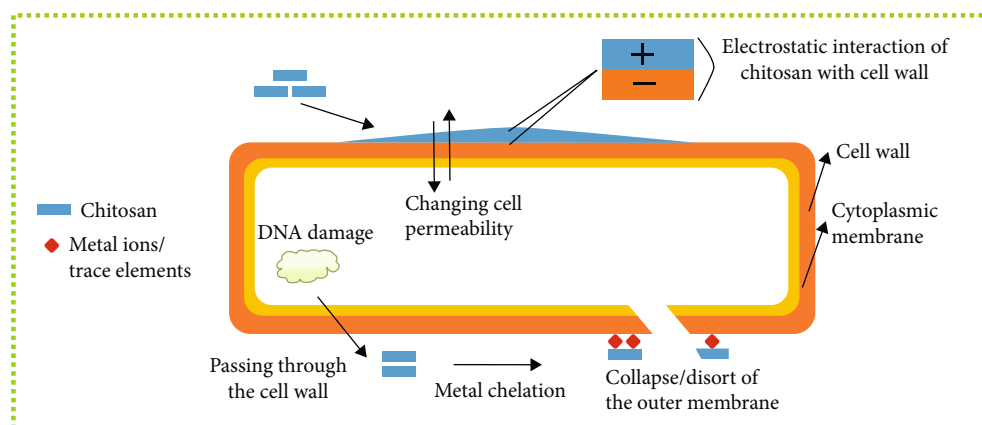 +
−
Electrostatic interaction of
chitosan with cell wall
Cell wall
Cytoplasmic
membrane
Changing cell
permeability
Chitosan
Metal ions/
trace elements
DNA damage
Passing through
the cell wall
Metal chelation
Collapse/disort of
the outer membrane